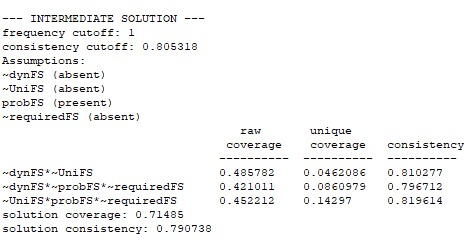 --- INTERMEDIATE SOLUTION ---
frequency cutoff: 1
consistency cutoff: 0.805318
Assumptions:
~dynFS (absent)
~UniFS (absent)
probFS (present)
~requiredFS (absent)
raw unique
coverage coverage consistency
---------- ---------- ----------
~dynFS*~UniFS 0.485782 0.0462086 0.810277
~dynFS*~probFS*~requiredFS 0.421011 0.0860979 0.796712
~UniFS*probFS*~requiredFS 0.452212 0.14297 0.819614
solution coverage: 0.71485
solution consistency: 0.790738